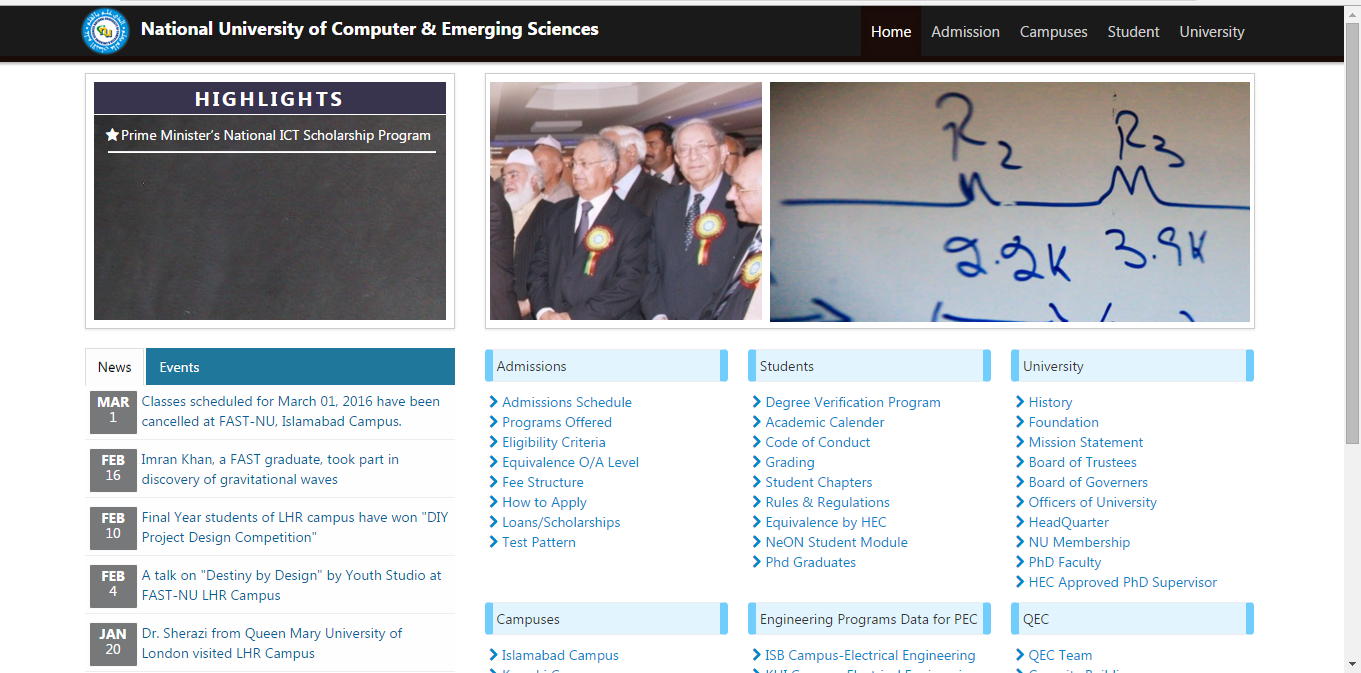 National University of Computer & Emerging Sciences
Home
Admission
Campuses
Student
University
HIGHLIGHTS
Prime Minister's National ICT Scholarship Program
R2
R3
2.2K
3.9K
News
Events
MAR
1
Classes scheduled for March 01, 2016 have been
cancelled at FAST-NU, Islamabad Campus.
FEB
16
Imran Khan, a FAST graduate, took part in
discovery of gravitational waves
FEB
10
Final Year students of LHR campus have won "DIY
Project Design Competition"
FEB
4
A talk on "Destiny by Design" by Youth Studio at
FAST-NU LHR Campus
JAN
20
Dr. Sherazi from Queen Mary University of
London visited LHR Campus
Admissions
Admissions Schedule
Programs Offered
Eligibility Criteria
Equivalence O/A Level
Fee Structure
How to Apply
Loans/Scholarships
Test Pattern
Students
Degree Verification Program
Academic Calender
Code of Conduct
Grading
Student Chapters
Rules & Regulations
Equivalence by HEC
NeON Student Module
Phd Graduates
University
History
Foundation
Mission Statement
Board of Trustees
Board of Governers
Officers of University
HeadQuarter
NU Membership
PhD Faculty
HEC Approved PhD Supervisor
Campuses
Islamabad Campus
Engineering Programs Data for PEC
ISB Campus-Electrical Engineering
QEC
QEC Team